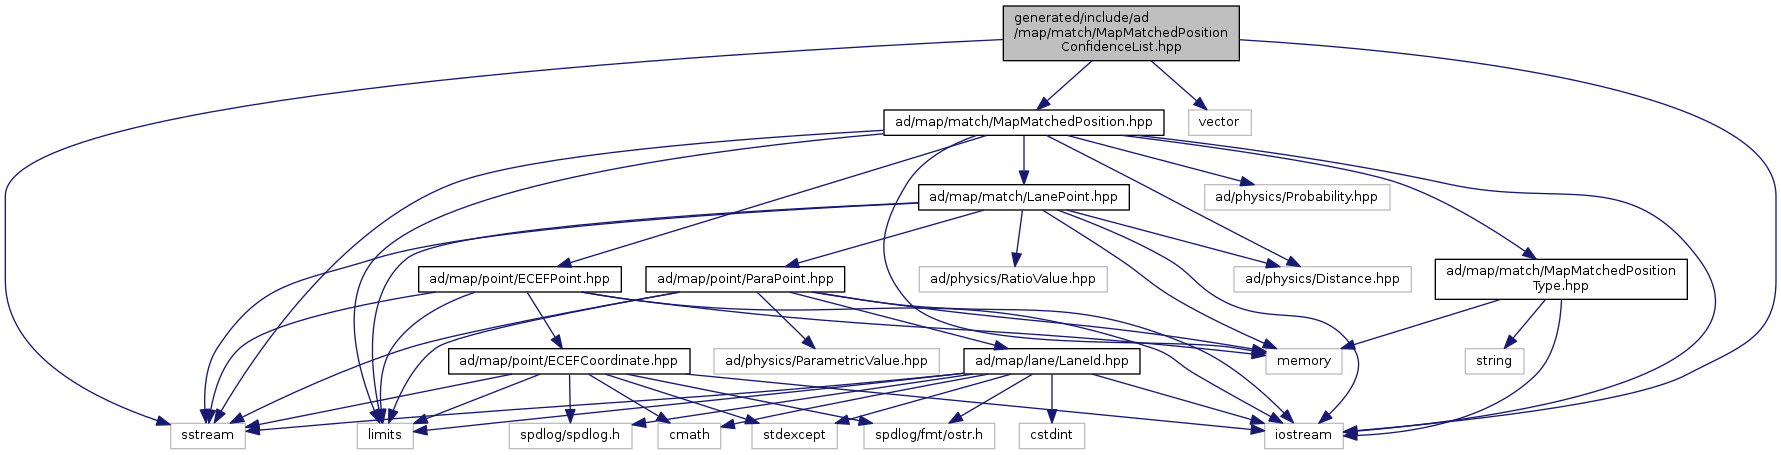 generated/include/ad
/map/match/MapMatchedPosition
ConfidenceList.hpp
ad/map/match/MapMatchedPosition.hpp
vector
ad/map/match/LanePoint.hpp
ad/physics/Probability.hpp
ad/map/point/ECEFPoint.hpp
ad/map/point/ParaPoint.hpp
ad/physics/RatioValue.hpp
ad/physics/Distance.hpp
ad/map/match/MapMatchedPosition
Type.hpp
ad/map/point/ECEFCoordinate.hpp
ad/physics/ParametricValue.hpp
ad/map/lane/LaneId.hpp
memory
string
sstream
limits
spdlog/spdlog.h
cmath
stdexcept
spdlog/fmt/ostr.h
cstdint
iostream